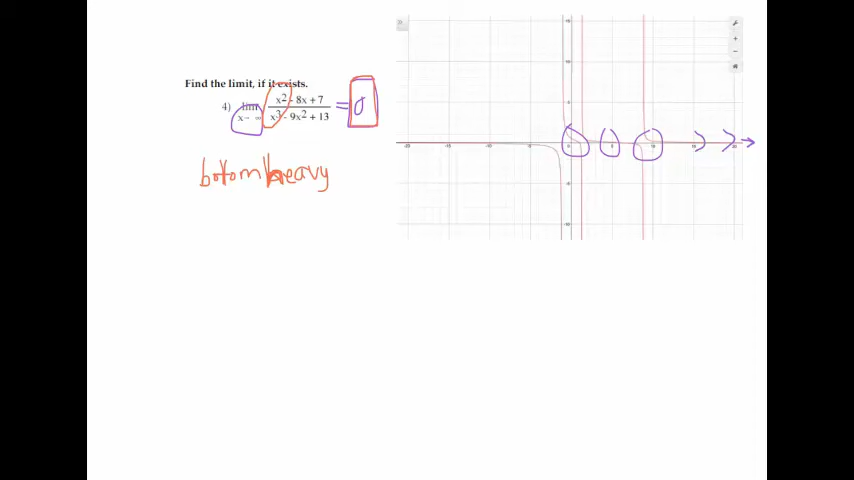 Find the limit, if it exists.
4) lim x→ ∞ x² - 8x + 7 / x³ - 9x² + 13 = 0
bottom heavy